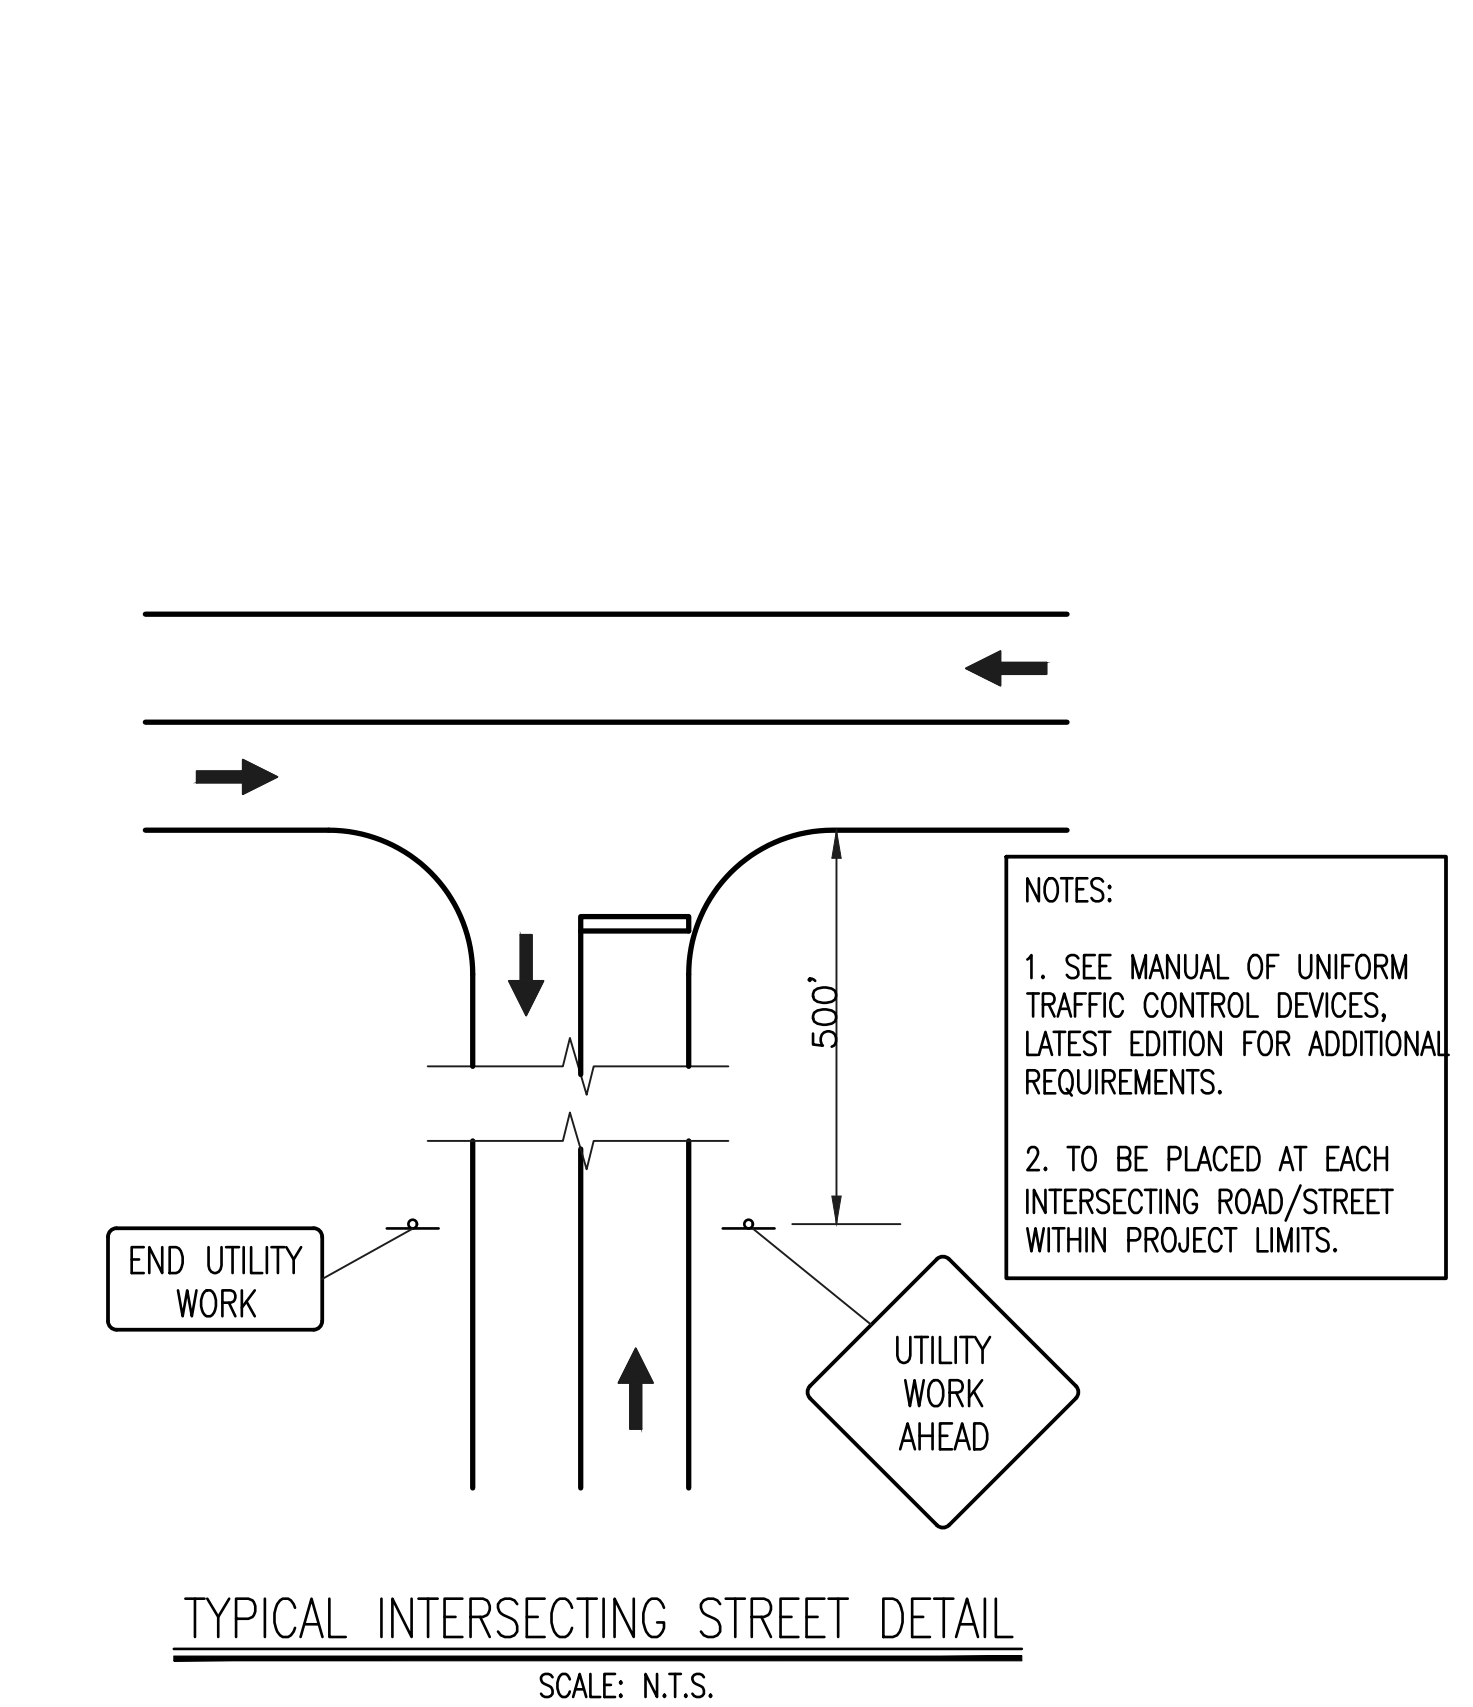 NOTES:
1. SEE MANUAL OF UNIFORM
TRAFFIC CONTROL DEVICES,
LATEST EDITION FOR ADDITIONAL
REQUIREMENTS.
2. TO BE PLACED AT EACH
INTERSECTING ROAD/STREET
WITHIN PROJECT LIMITS.
500'
END UTILITY
WORK
UTILITY
WORK
AHEAD
TYPICAL INTERSECTING STREET DETAIL
SCALE: N.T.S.